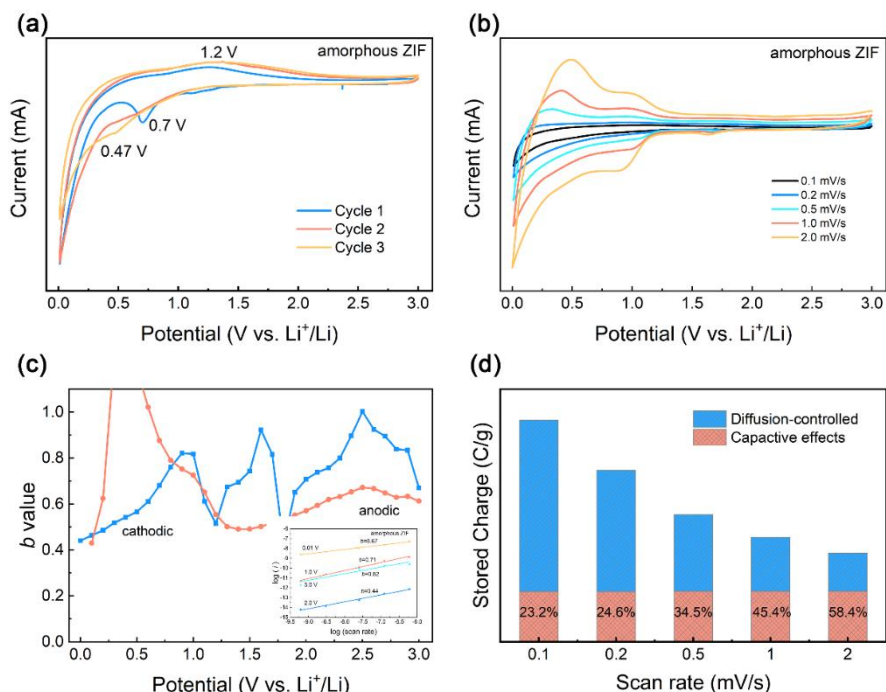 (a)
1.2 V
amorphous ZIF
0.7 V
0.47 V
Cycle 1
Cycle 2
Cycle 3
Current (mA)
0.0 0.5 1.0 1.5 2.0 2.5 3.0
Potential (V vs. Li⁺/Li)
(b)
amorphous ZIF
0.1 mV/s
0.2 mV/s
0.5 mV/s
1.0 mV/s
2.0 mV/s
Current (mA)
0.0 0.5 1.0 1.5 2.0 2.5 3.0
Potential (V vs. Li⁺/Li)
(c)
1.0
0.8
0.6
0.4
0.2
0.0
b value
cathodic
anodic
amorphous ZIF
0.01 V
1.0 V
3.0 V
2.0 V
b=0.71
b=0.62
b=0.44
log (scan rate)
0.0 0.5 1.0 1.5 2.0 2.5 3.0
Potential (V vs. Li⁺/Li)
(d)
Diffusion-controlled
Capactive effects
Stored Charge (C/g)
23.2% 24.6% 34.5% 45.4% 58.4%
0.1 0.2 0.5 1 2
Scan rate (mV/s)